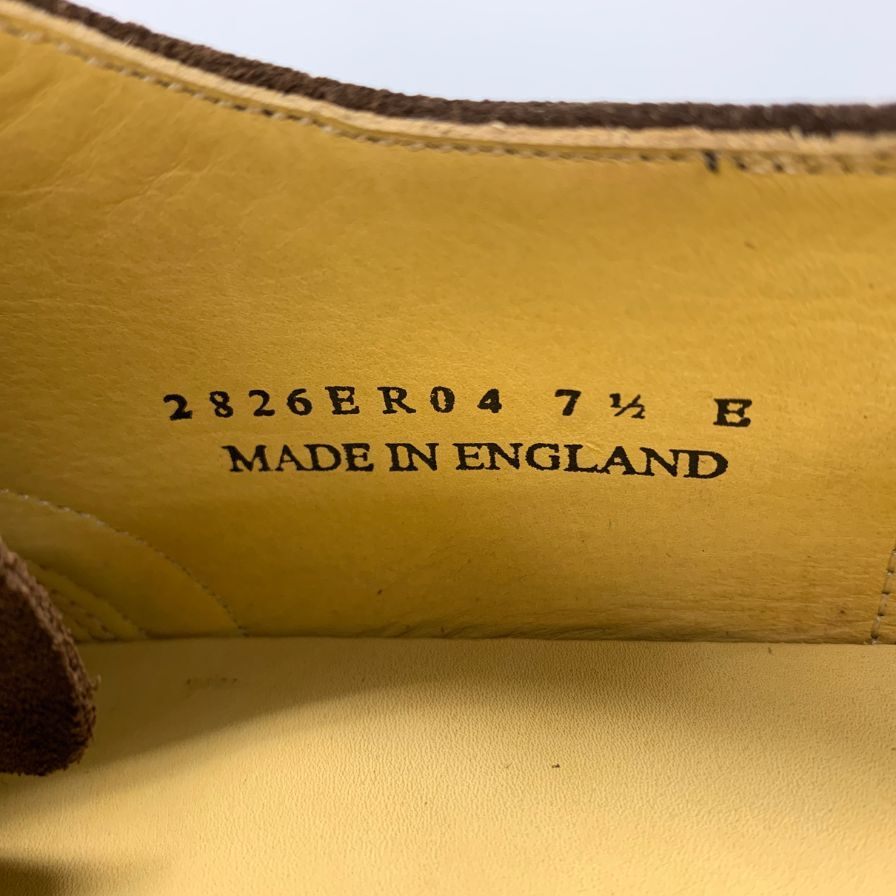 2826ER04 7½ E
MADE IN ENGLAND